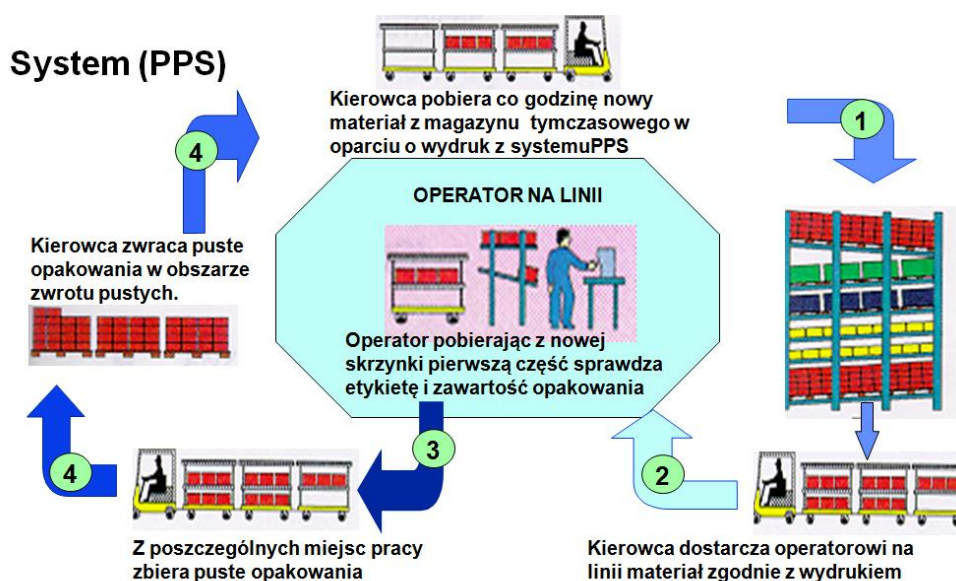 System (PPS)
Kierowca pobiera co godzinę nowy
materiał z magazynu tymczasowego w
oparciu o wydruk z systemuPPS
1
4
OPERATOR NA LINII
Kierowca zwraca puste
opakowania w obszarze
zwrotu pustych.
Operator pobierając z nowej
skrzynki pierwszą część sprawdza
etykietę i zawartość opakowania
3
2
4
Z poszczególnych miejsc pracy
zbiera puste opakowania
Kierowca dostarcza operatorowi na
linii materiał zgodnie z wydrukiem